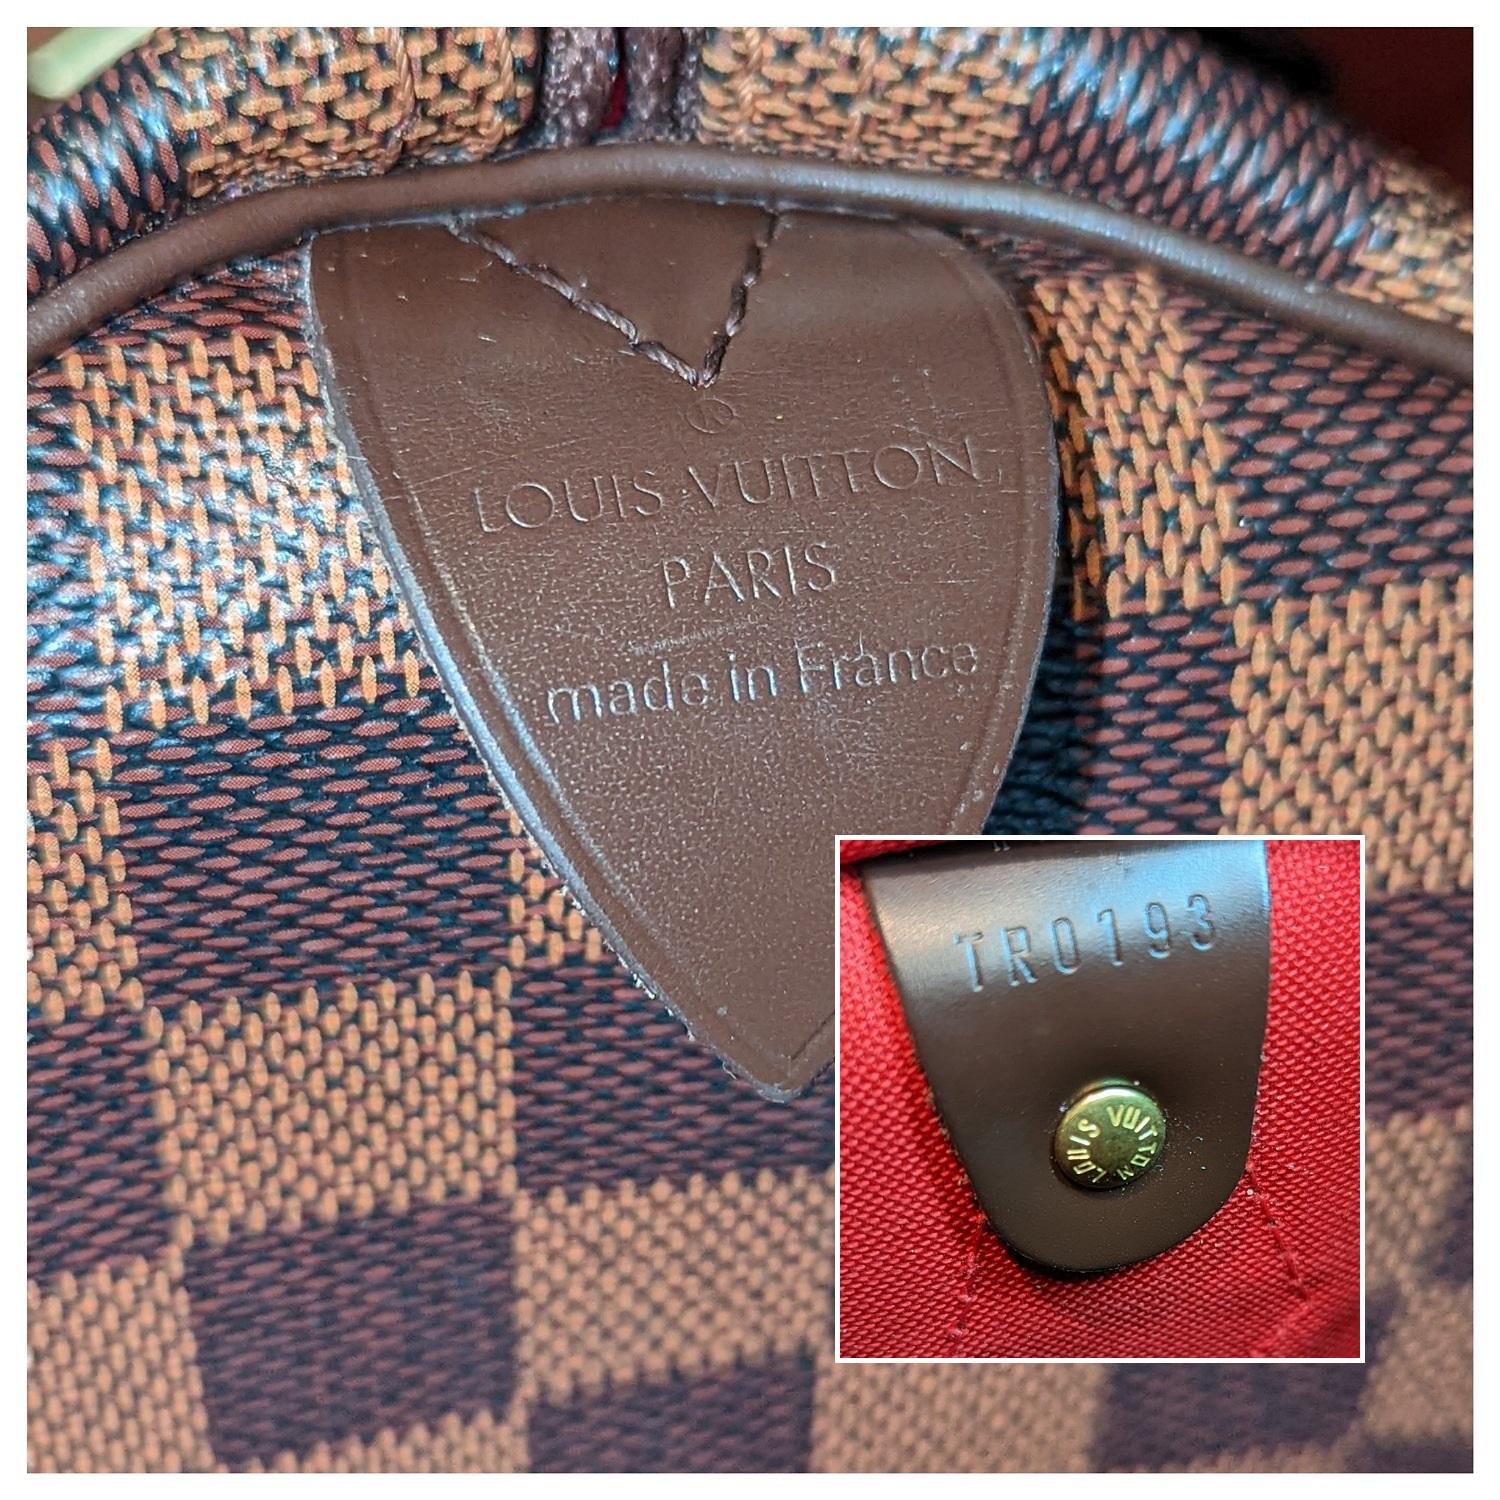 ®
LOUIS VUITTON
PARIS
made in France
TR0193
LOUIS VUITTON